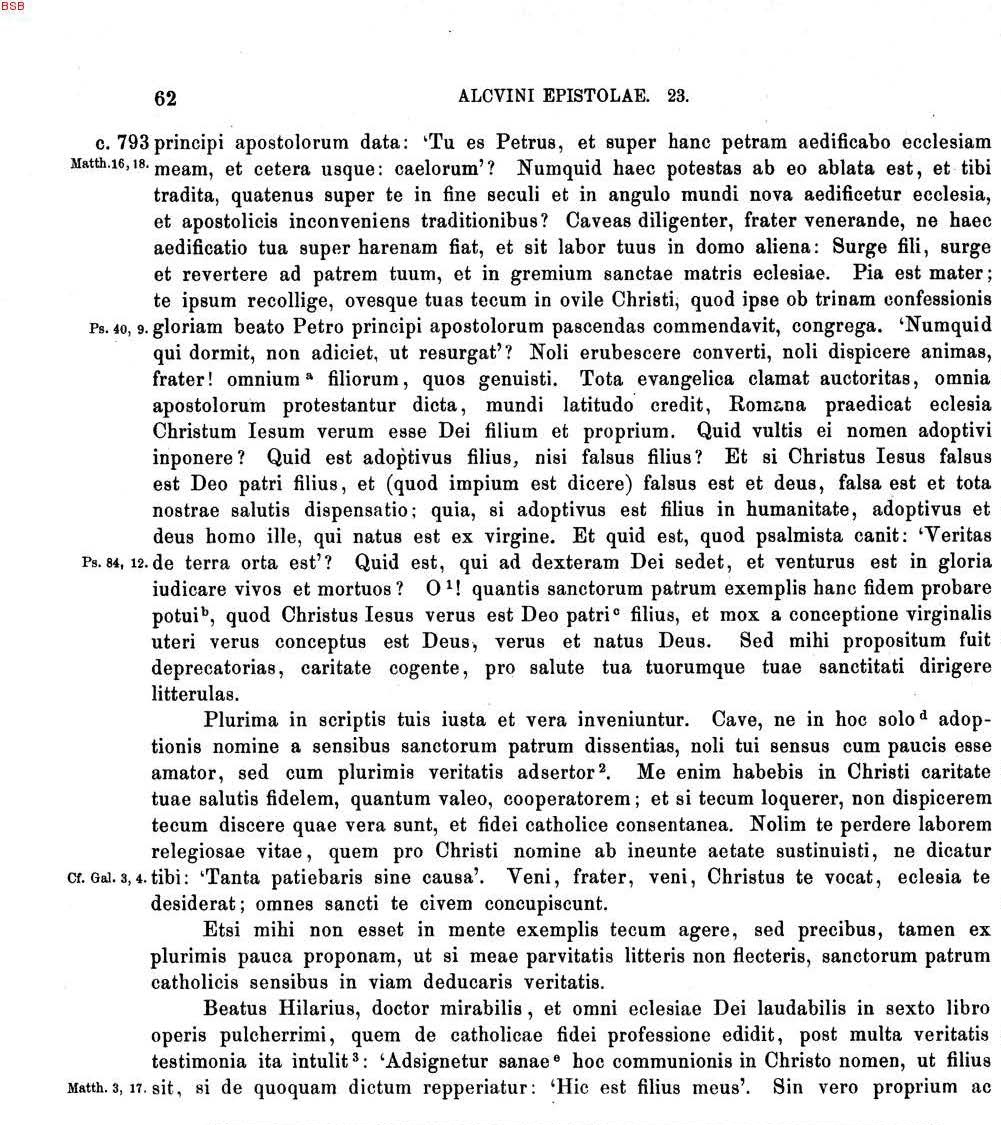 BSB
62 ALCVINI EPISTOLAE. 23.
c. 793 principi apostolorum data: ‘Tu es Petrus, et super hanc petram aedificabo ecclesiam
Matth.16,18. meam, et cetera usque: caelorum’? Numquid haec potestas ab eo ablata est, et tibi
tradita, quatenus super te in fine seculi et in angulo mundi nova aedificetur ecclesia,
et apostolicis inconveniens traditionibus? Caveas diligenter, frater venerande, ne haec
aedificatio tua super harenam fiat, et sit labor tuus in domo aliena: Surge fili, surge
et revertere ad patrem tuum, et in gremium sanctae matris eclesiae. Pia est mater;
te ipsum recollige, ovesque tuas tecum in ovile Christi, quod ipse ob trinam confessionis
Ps. 40, 9. gloriam beato Petro principi apostolorum pascendas commendavit, congrega. ‘Numquid
qui dormit, non adiciet, ut resurgat’? Noli erubescere converti, noli dispicere animas,
frater! omnium a filiorum, quos genuisti. Tota evangelica clamat auctoritas, omnia
apostolorum protestantur dicta, mundi latitudo credit, Romana praedicat eclesia
Christum Iesum verum esse Dei filium et proprium. Quid vultis ei nomen adoptivi
inponere? Quid est adoptivus filius, nisi falsus filius? Et si Christus Iesus falsus
est Deo patri filius, et (quod impium est dicere) falsus est et deus, falsa est et tota
nostrae salutis dispensatio; quia, si adoptivus est filius in humanitate, adoptivus et
deus homo ille, qui natus est ex virgine. Et quid est, quod psalmista canit: ‘Veritas
Ps. 84, 12. de terra orta est’? Quid est, qui ad dexteram Dei sedet, et venturus est in gloria
iudicare vivos et mortuos? O 1! quantis sanctorum patrum exemplis hanc fidem probare
potui b, quod Christus Iesus verus est Deo patri c filius, et mox a conceptione virginalis
uteri verus conceptus est Deus, verus et natus Deus. Sed mihi propositum fuit
deprecatorias, caritate cogente, pro salute tua tuorumque tuae sanctitati dirigere
litterulas.
Plurima in scriptis tuis iusta et vera inveniuntur. Cave, ne in hoc solo d adop-
tionis nomine a sensibus sanctorum patrum dissentias, noli tui sensus cum paucis esse
amator, sed cum plurimis veritatis adsertor 2. Me enim habebis in Christi caritate
tuae salutis fidelem, quantum valeo, cooperatorem; et si tecum loquerer, non dispicerem
tecum discere quae vera sunt, et fidei catholice consentanea. Nolim te perdere laborem
relegiosae vitae, quem pro Christi nomine ab ineunte aetate sustinuisti, ne dicatur
Cf. Gal. 3, 4. tibi: ‘Tanta patiebaris sine causa’. Veni, frater, veni, Christus te vocat, eclesia te
desiderat; omnes sancti te civem concupiscunt.
Etsi mihi non esset in mente exemplis tecum agere, sed precibus, tamen ex
plurimis pauca proponam, ut si meae parvitatis litteris non flecteris, sanctorum patrum
catholicis sensibus in viam deducaris veritatis.
Beatus Hilarius, doctor mirabilis, et omni eclesiae Dei laudabilis in sexto libro
operis pulcherrimi, quem de catholicae fidei professione edidit, post multa veritatis
testimonia ita intulit 3: ‘Adsignetur sanae e hoc communionis in Christo nomen, ut filius
Matth. 3, 17. sit, si de quoquam dictum repperiatur: ‘Hic est filius meus’. Sin vero proprium ac